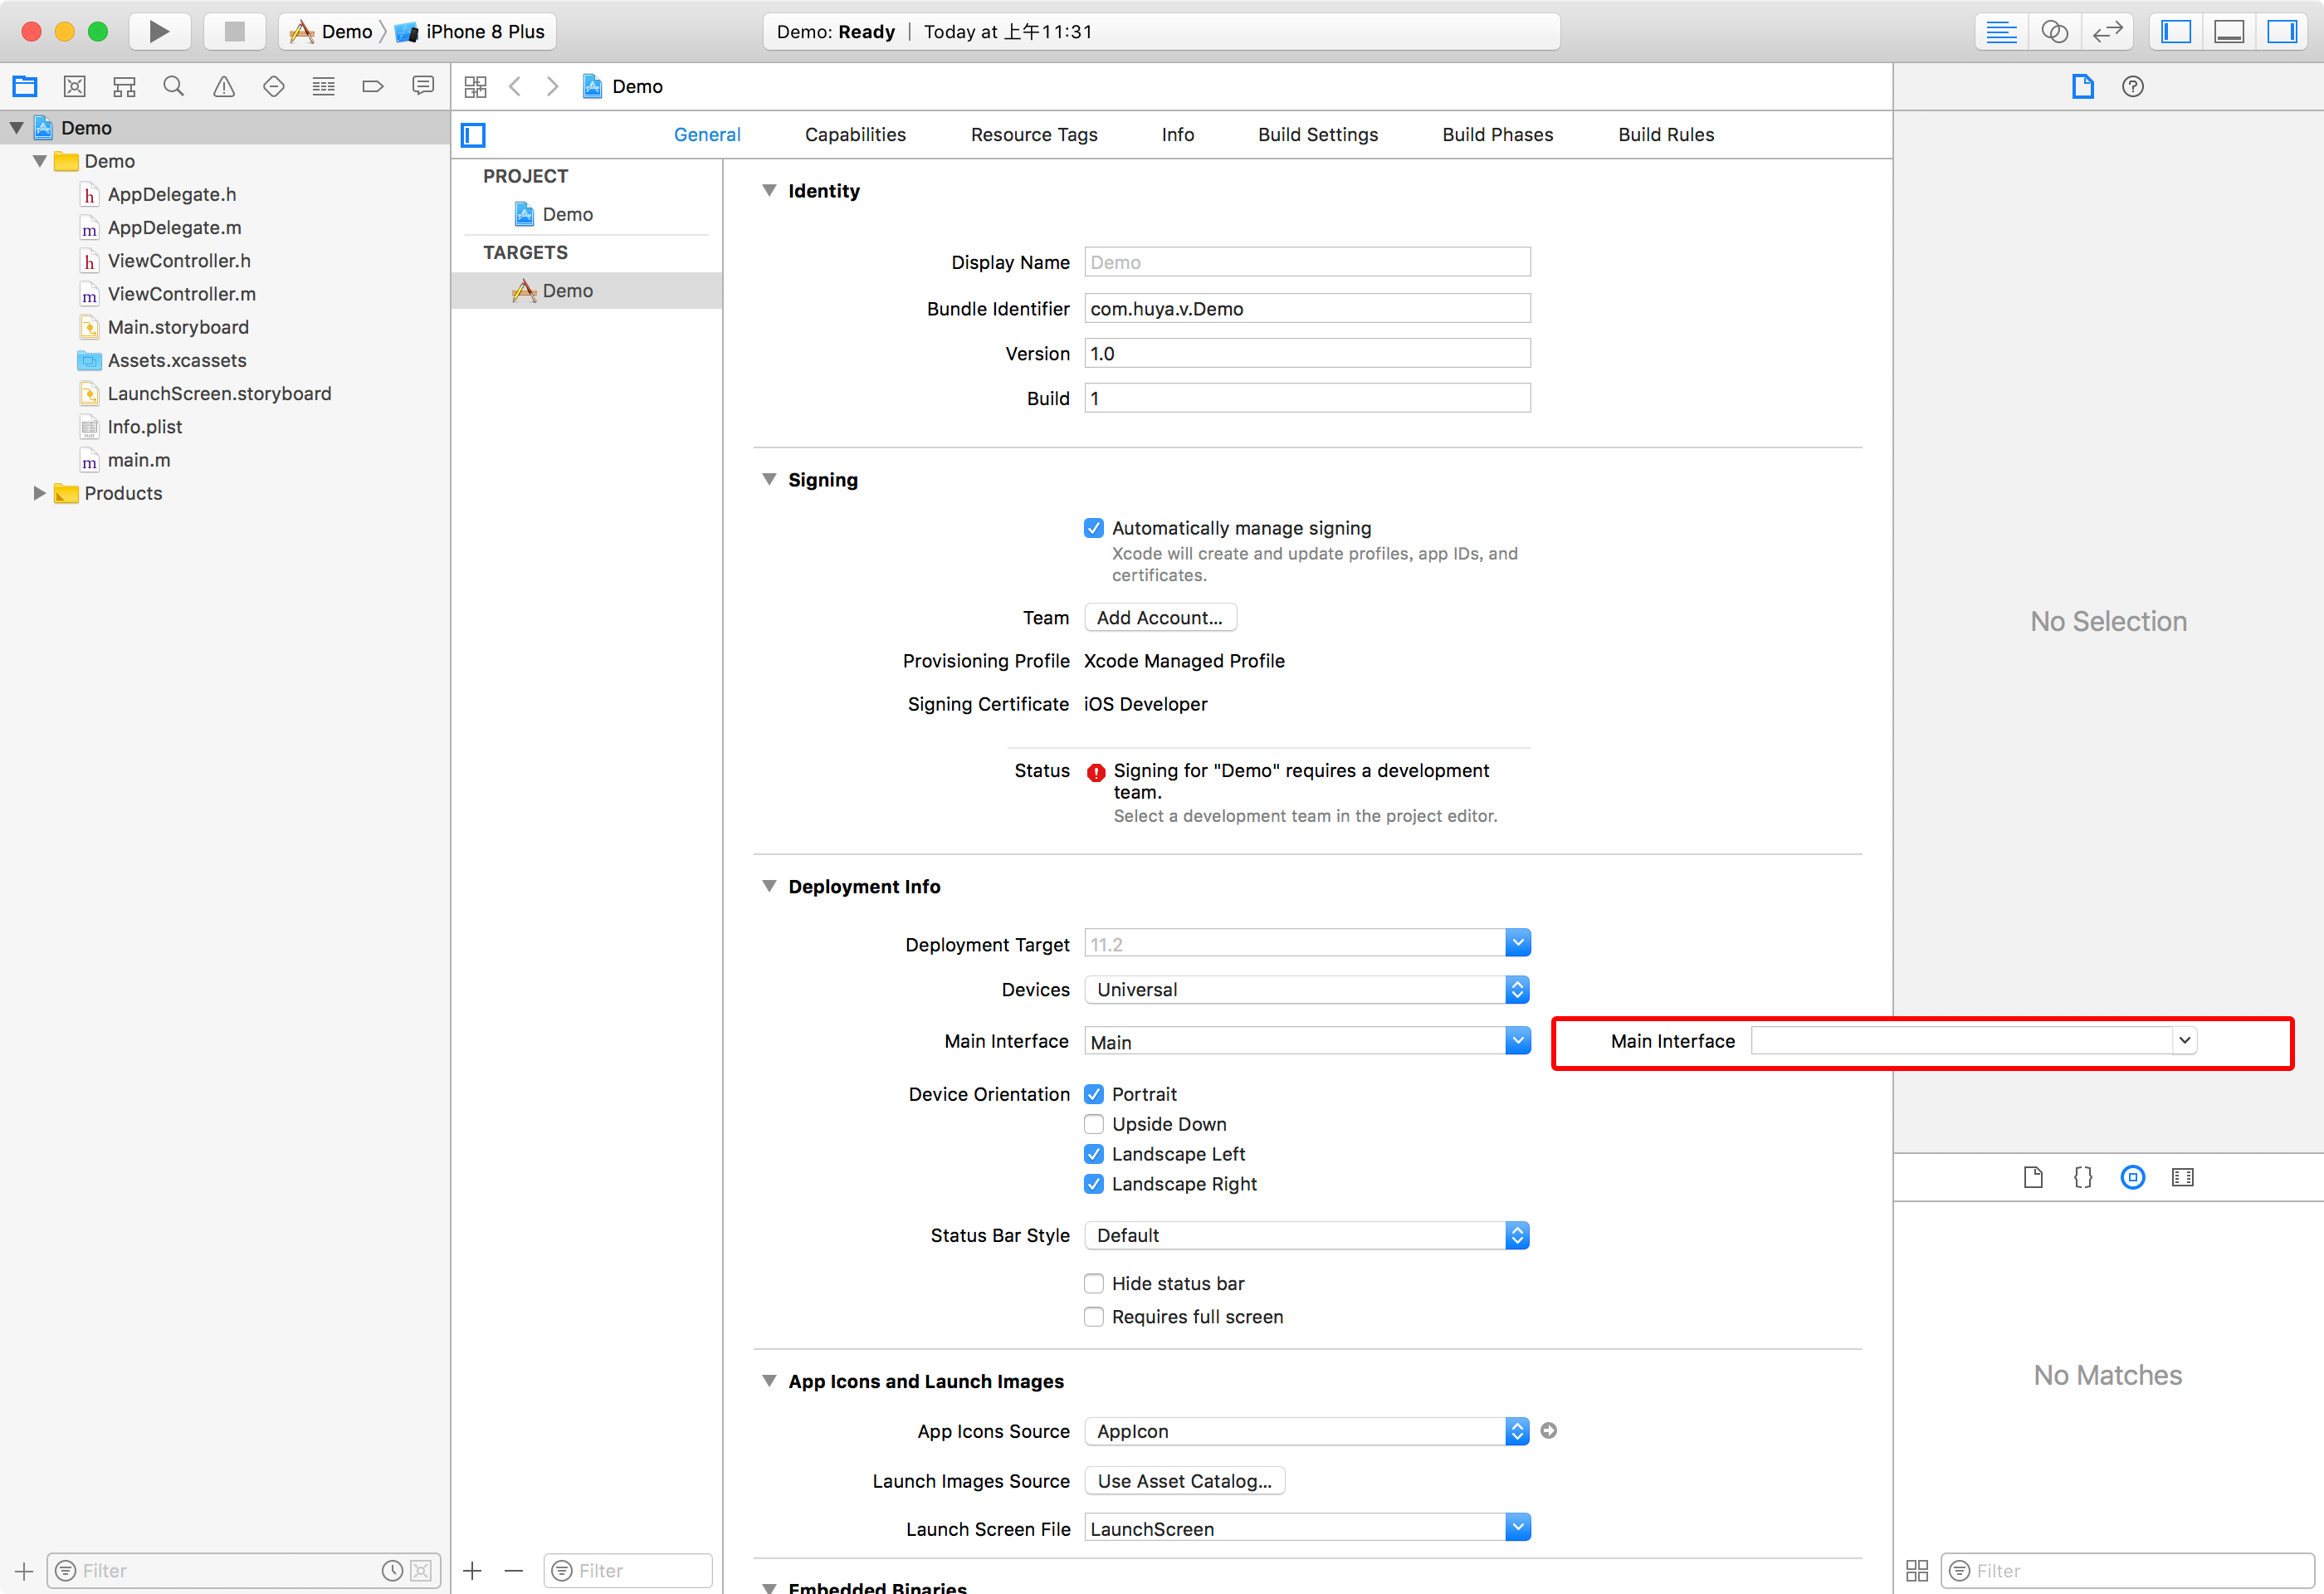 Demo iPhone 8 Plus
Demo: Ready | Today at 上午11:31
Demo
General Capabilities Resource Tags Info Build Settings Build Phases Build Rules
Demo
Demo
AppDelegate.h
AppDelegate.m
ViewController.h
ViewController.m
Main.storyboard
Assets.xcassets
LaunchScreen.storyboard
Info.plist
main.m
Products
Filter
PROJECT
Demo
TARGETS
Demo
Filter
Identity
Display Name Demo
Bundle Identifier com.huya.v.Demo
Version 1.0
Build 1
Signing
Automatically manage signing
Xcode will create and update profiles, app IDs, and
certificates.
Team Add Account...
Provisioning Profile Xcode Managed Profile
Signing Certificate iOS Developer
Status Signing for "Demo" requires a development
team.
Select a development team in the project editor.
Deployment Info
Deployment Target 11.2
Devices Universal
Main Interface Main
Main Interface
Device Orientation Portrait
Upside Down
Landscape Left
Landscape Right
Status Bar Style Default
Hide status bar
Requires full screen
App Icons and Launch Images
App Icons Source AppIcon
Launch Images Source Use Asset Catalog...
Launch Screen File LaunchScreen
Embedded Binaries
No Selection
No Matches
Filter